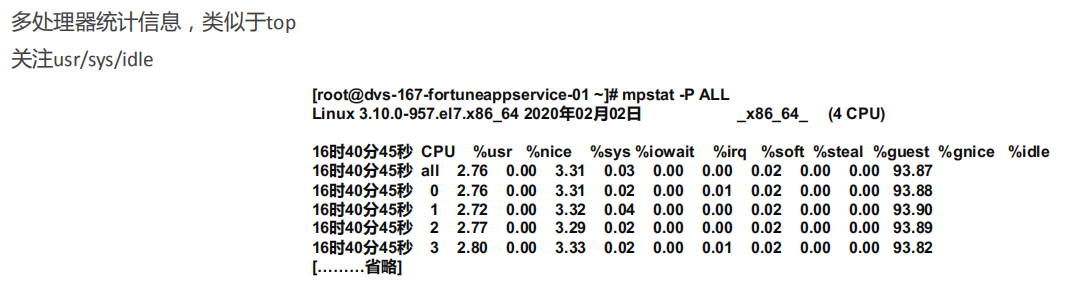 多处理器统计信息，类似于top
关注usr/sys/idle
[root@dvs-167-fortuneappservice-01 ~]# mpstat -P ALL
Linux 3.10.0-957.el7.x86_64 2020年02月02日 _x86_64_ (4 CPU)
16时40分45秒 CPU %usr %nice %sys %iowait %irq %soft %steal %guest %gnice %idle
16时40分45秒 all 2.76 0.00 3.31 0.03 0.00 0.00 0.02 0.00 0.00 93.87
16时40分45秒 0 2.76 0.00 3.31 0.02 0.00 0.01 0.02 0.00 0.00 93.88
16时40分45秒 1 2.72 0.00 3.32 0.04 0.00 0.00 0.02 0.00 0.00 93.90
16时40分45秒 2 2.77 0.00 3.29 0.02 0.00 0.00 0.02 0.00 0.00 93.89
16时40分45秒 3 2.80 0.00 3.33 0.02 0.00 0.01 0.02 0.00 0.00 93.82
[………省略]